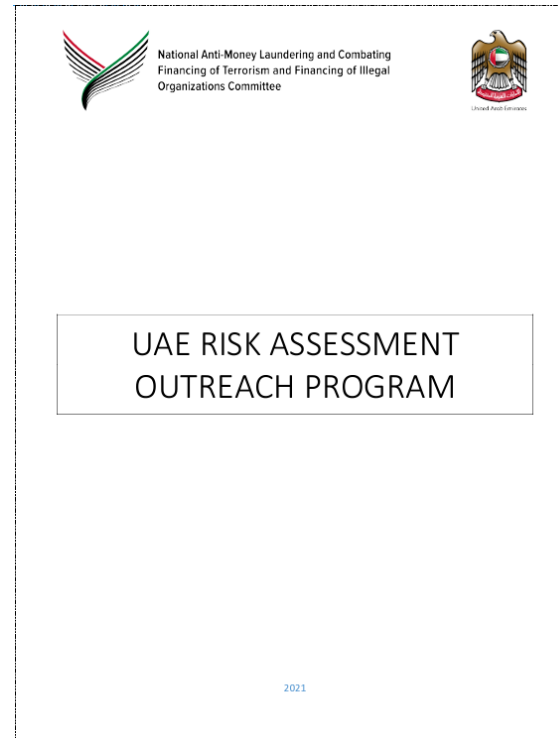 National Anti-Money Laundering and Combating
Financing of Terrorism and Financing of Illegal
Organizations Committee
United Arab Emirates
UAE RISK ASSESSMENT
OUTREACH PROGRAM
2021